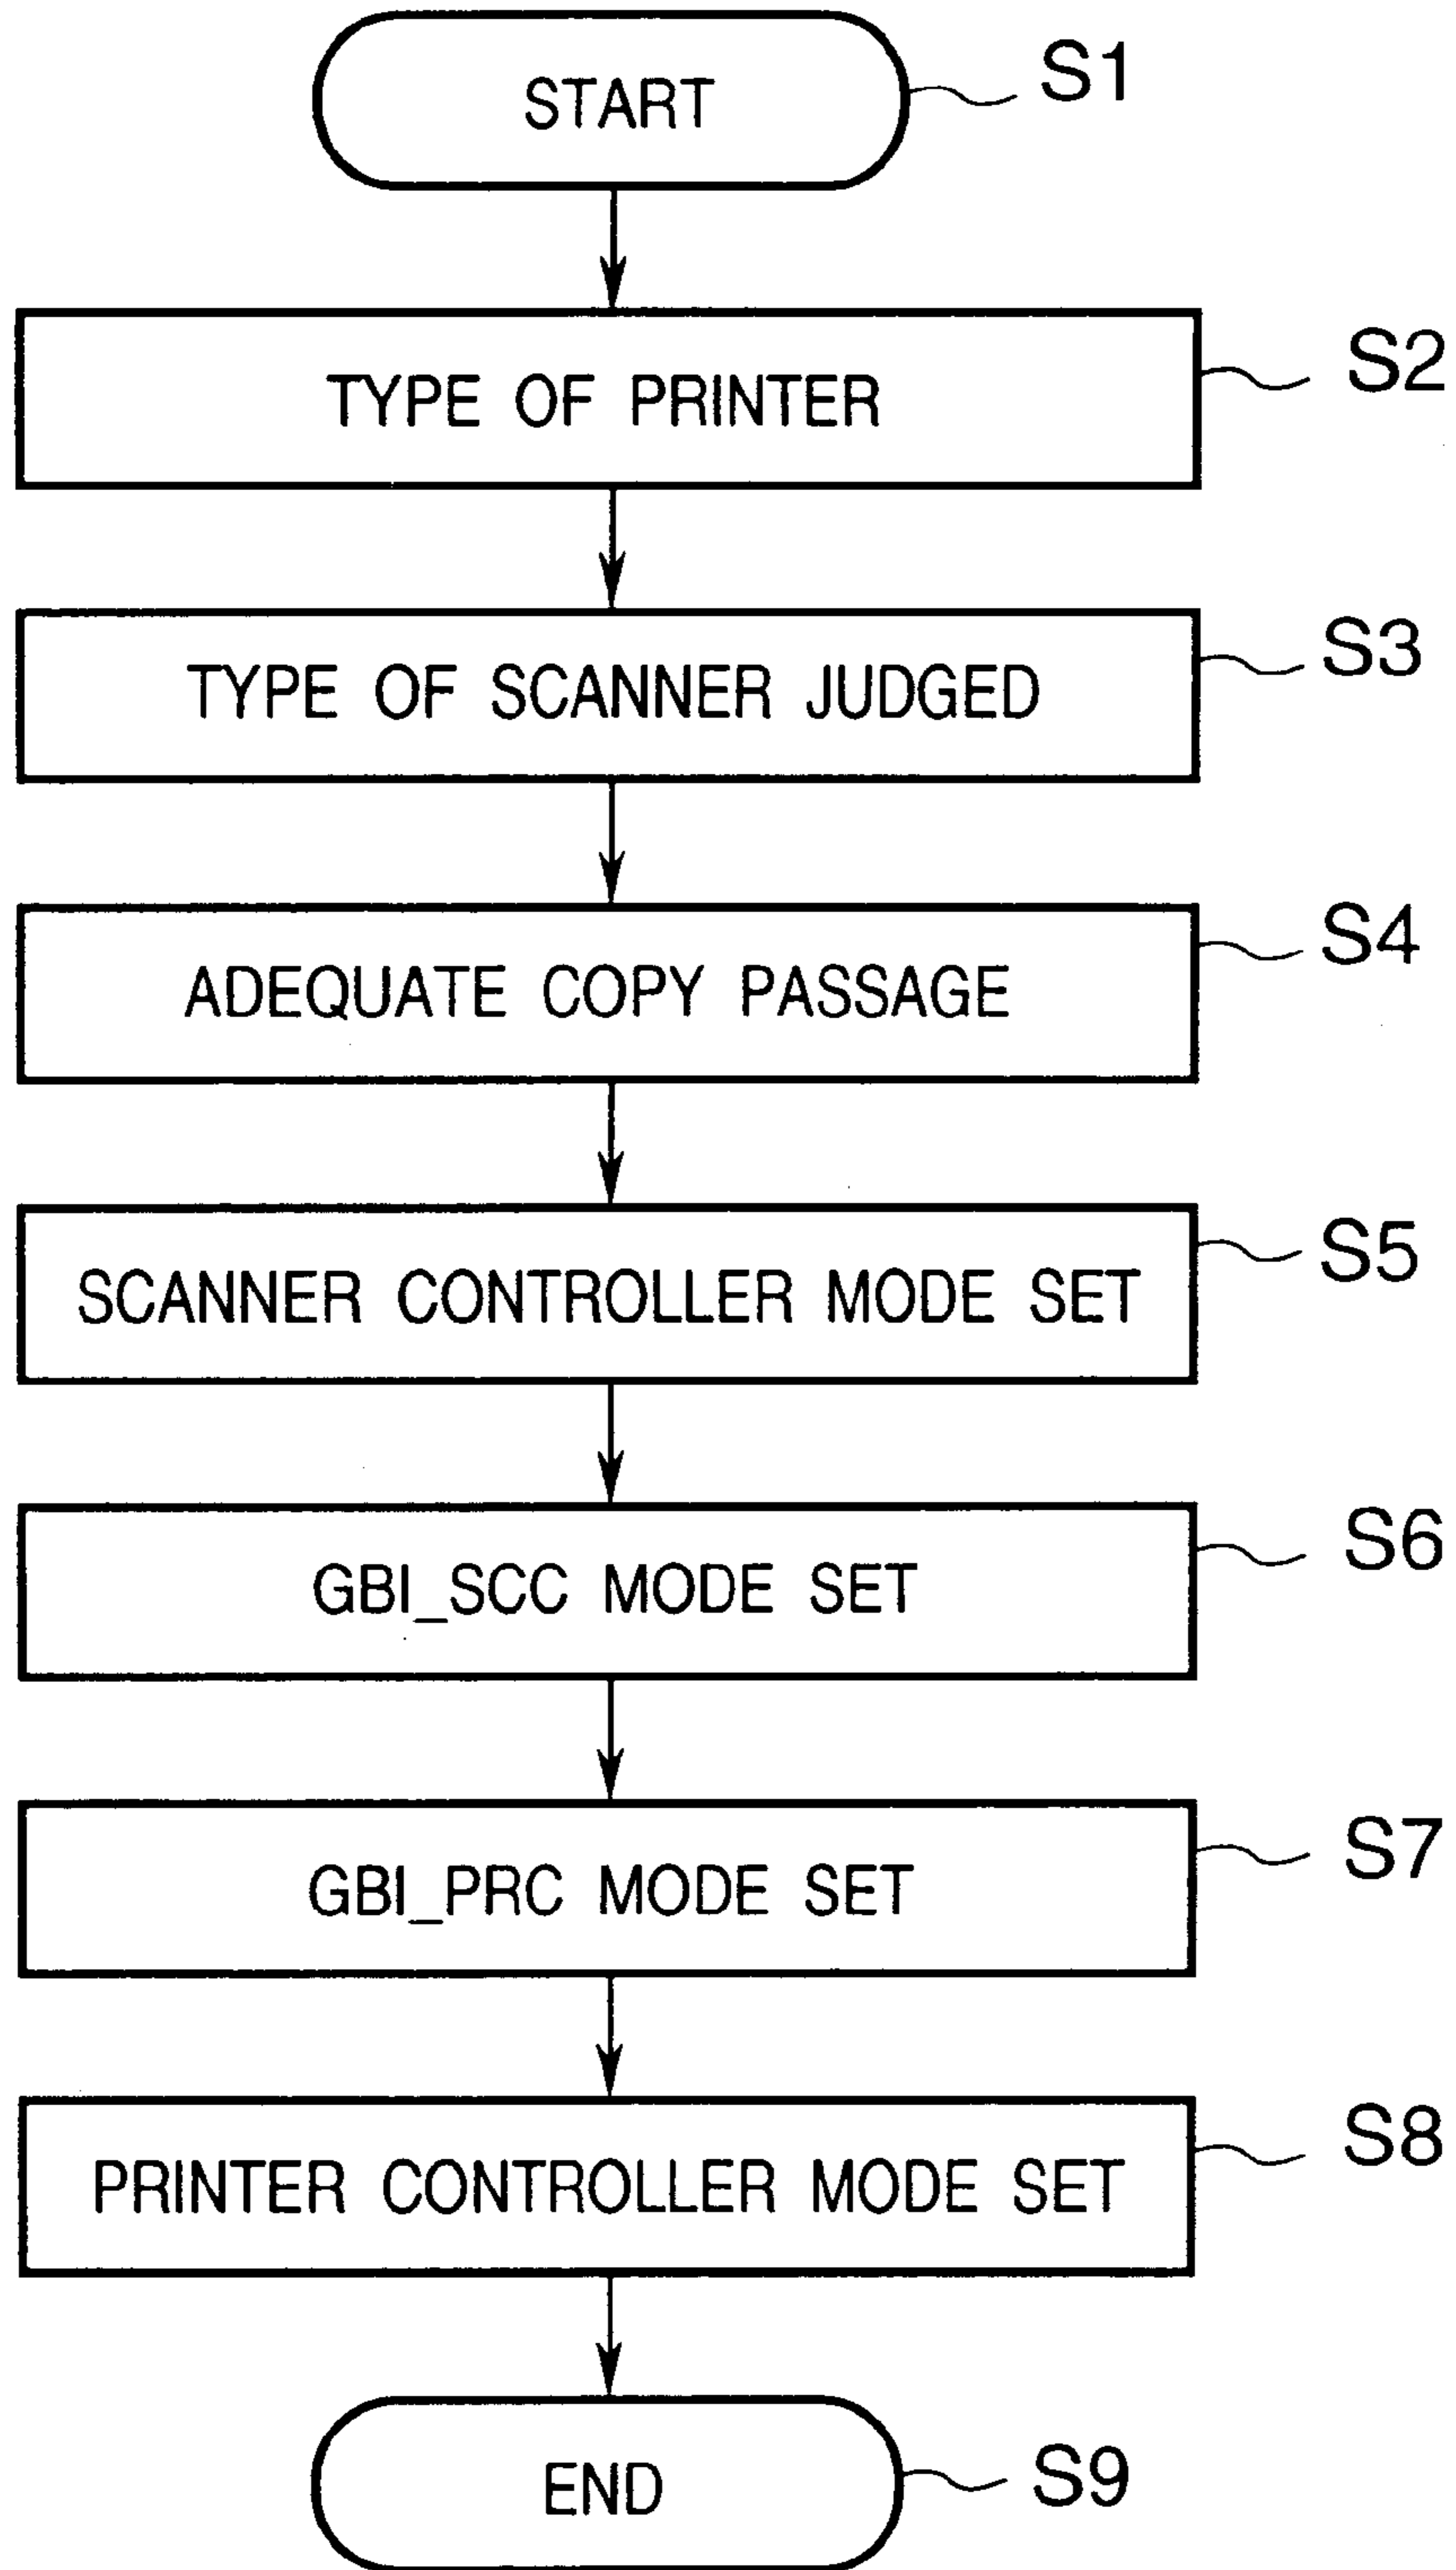 START S1
TYPE OF PRINTER S2
TYPE OF SCANNER JUDGED S3
ADEQUATE COPY PASSAGE S4
SCANNER CONTROLLER MODE SET S5
GBI_SCC MODE SET S6
GBI_PRC MODE SET S7
PRINTER CONTROLLER MODE SET S8
END S9